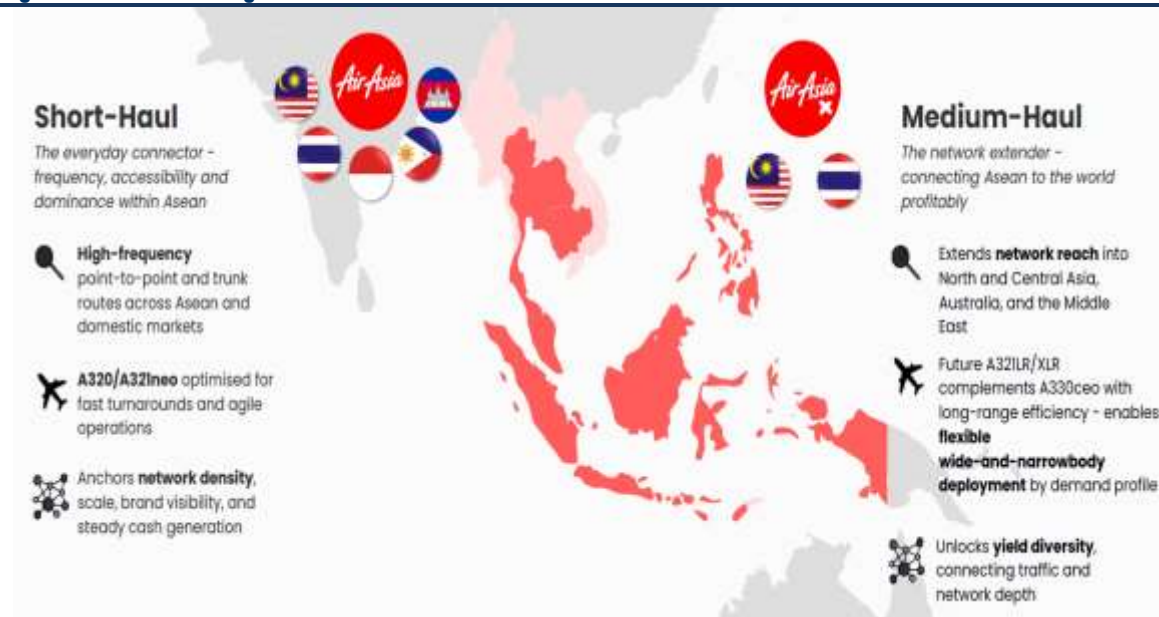 Short-Haul
The everyday connector -
frequency, accessibility and
dominance within Asean
High-frequency
point-to-point and trunk
routes across Asean and
domestic markets
A320/A321neo optimised for
fast turnarounds and agile
operations
Anchors network density,
scale, brand visibility, and
steady cash generation
AirAsia
AirAsia
X
Medium-Haul
The network extender -
connecting Asean to the world
profitably
Extends network reach into
North and Central Asia,
Australia, and the Middle
East
Future A321LR/XLR
complements A330ceo with
long-range efficiency - enables
flexible
wide-and-narrowbody
deployment by demand profile
Unlocks yield diversity,
connecting traffic and
network depth